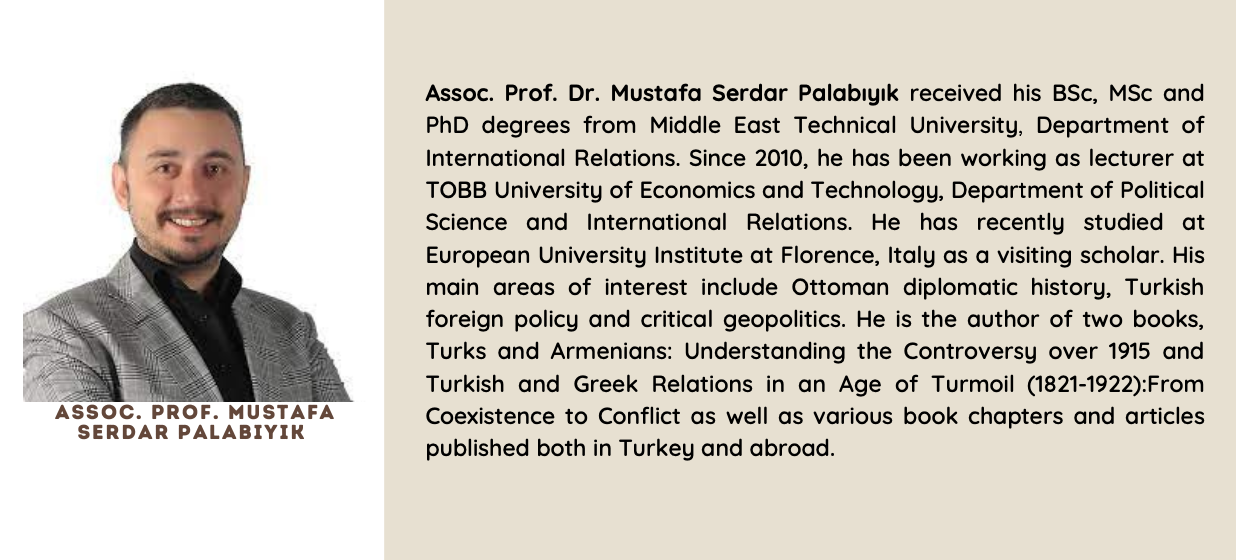 ASSOC. PROF. MUSTAFA
SERDAR PALABIYIK
Assoc. Prof. Dr. Mustafa Serdar Palabıyık received his BSc, MSc and
PhD degrees from Middle East Technical University, Department of
International Relations. Since 2010, he has been working as lecturer at
TOBB University of Economics and Technology, Department of Political
Science and International Relations. He has recently studied at
European University Institute at Florence, Italy as a visiting scholar. His
main areas of interest include Ottoman diplomatic history, Turkish
foreign policy and critical geopolitics. He is the author of two books,
Turks and Armenians: Understanding the Controversy over 1915 and
Turkish and Greek Relations in an Age of Turmoil (1821-1922):From
Coexistence to Conflict as well as various book chapters and articles
published both in Turkey and abroad.